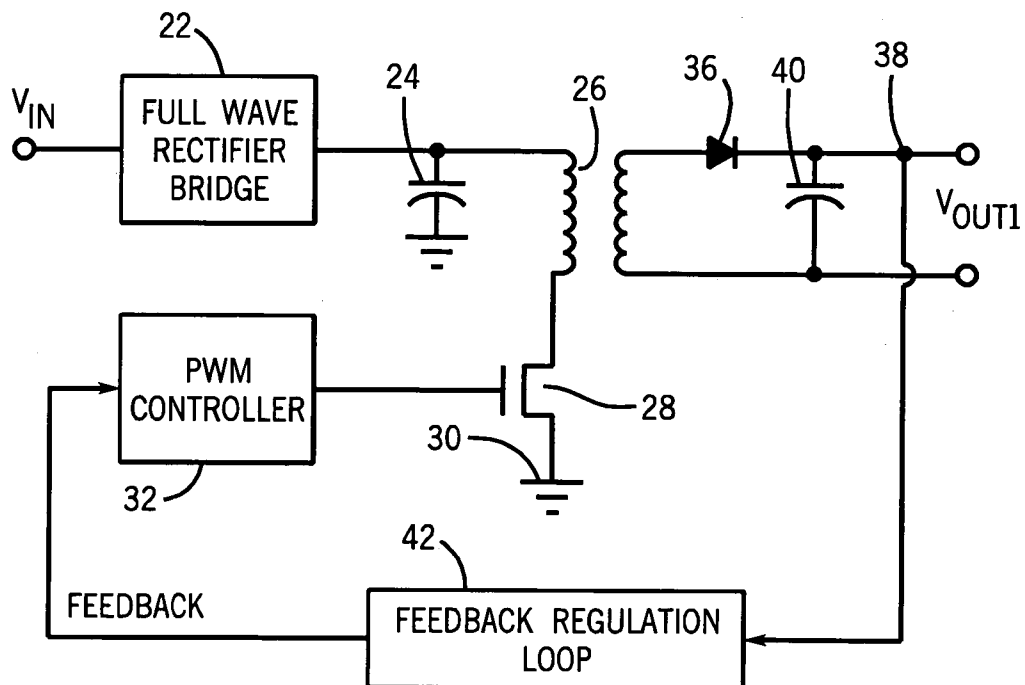 22
24
26
36
40
38
V_IN
FULL WAVE
RECTIFIER
BRIDGE
V_OUT1
PWM
CONTROLLER
28
30
32
42
FEEDBACK
FEEDBACK REGULATION
LOOP